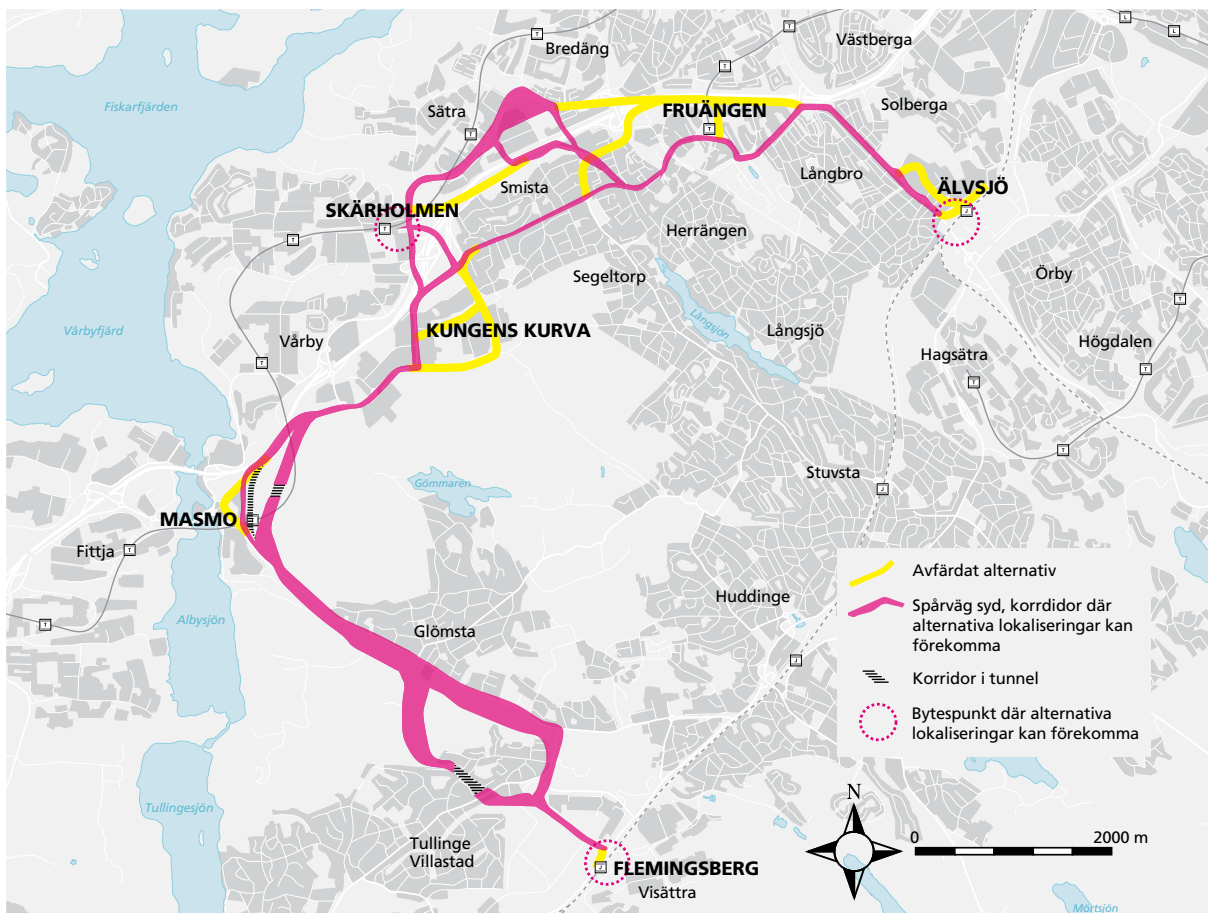 Bredäng
Västberga
Fiskarfjärden
Sätra
FRUÄNGEN
Solberga
Smista
Långbro
ÄLVSJÖ
SKÄRHOLMEN
Herrängen
Segeltorp
Örby
Långsjön
Vårbyfjärd
KUNGENS KURVA
Långsjö
Vårby
Högdalen
Hagsätra
Stuvsta
Gömmaren
MASMO
Fittja
Avfärdat alternativ
Huddinge
Spårväg syd, korrdidor där
alternativa lokaliseringar kan
förekomma
Albysjön
Glömsta
Korridor i tunnel
Bytespunkt där alternativa
lokaliseringar kan förekomma
N
Tullingesjön
0
2000 m
Tullinge
Villastad
FLEMINGSBERG
Visättra
Mörtsjön